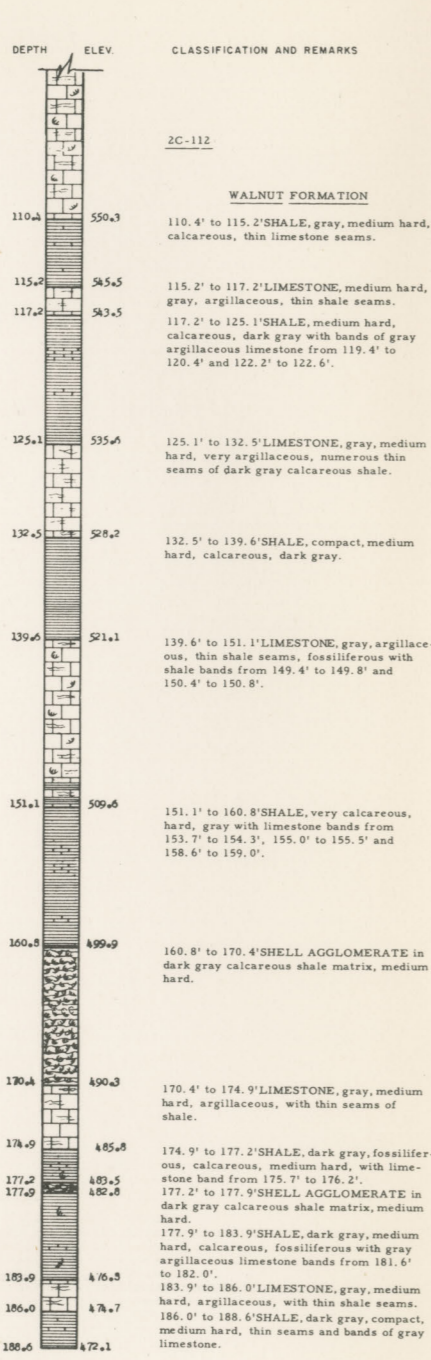 DEPTH ELEV. CLASSIFICATION AND REMARKS
2C-112
WALNUT FORMATION
110.4 550.3
110.4' to 115.2'SHALE, gray, medium hard,
calcareous, thin limestone seams.
115.2 545.5
115.2' to 117.2'LIMESTONE, medium hard,
gray, argillaceous, thin shale seams.
117.2 543.5
117.2' to 125.1'SHALE, medium hard,
calcareous, dark gray with bands of gray
argillaceous limestone from 119.4' to
120.4' and 122.2' to 122.6'.
125.1 535.6
125.1' to 132.5'LIMESTONE, gray, medium
hard, very argillaceous, numerous thin
seams of dark gray calcareous shale.
132.5 528.2
132.5' to 139.6'SHALE, compact, medium
hard, calcareous, dark gray.
139.6 521.1
139.6' to 151.1'LIMESTONE, gray, argillace-
ous, thin shale seams, fossiliferous with
shale bands from 149.4' to 149.8' and
150.4' to 150.8'.
151.1 509.6
151.1' to 160.8'SHALE, very calcareous,
hard, gray with limestone bands from
153.7' to 154.3', 155.0' to 155.5' and
158.6' to 159.0'.
160.8 499.9
160.8' to 170.4'SHELL AGGLOMERATE in
dark gray calcareous shale matrix, medium
hard.
170.4 490.3
170.4' to 174.9'LIMESTONE, gray, medium
hard, argillaceous, with thin seams of
shale.
174.9 485.8
174.9' to 177.2'SHALE, dark gray, fossilifer-
ous, calcareous, medium hard, with lime-
stone band from 175.7' to 176.2'.
177.2 483.5
177.9 482.8
177.2' to 177.9'SHELL AGGLOMERATE in
dark gray calcareous shale matrix, medium
hard.
177.9' to 183.9'SHALE, dark gray, medium
hard, calcareous, fossiliferous with gray
argillaceous limestone bands from 181.6'
to 182.0'.
183.9 476.8
183.9' to 186.0'LIMESTONE, gray, medium
hard, argillaceous, with thin shale seams.
186.0 474.7
186.0' to 188.6'SHALE, dark gray, compact,
medium hard, thin seams and bands of gray
limestone.
188.6 472.1